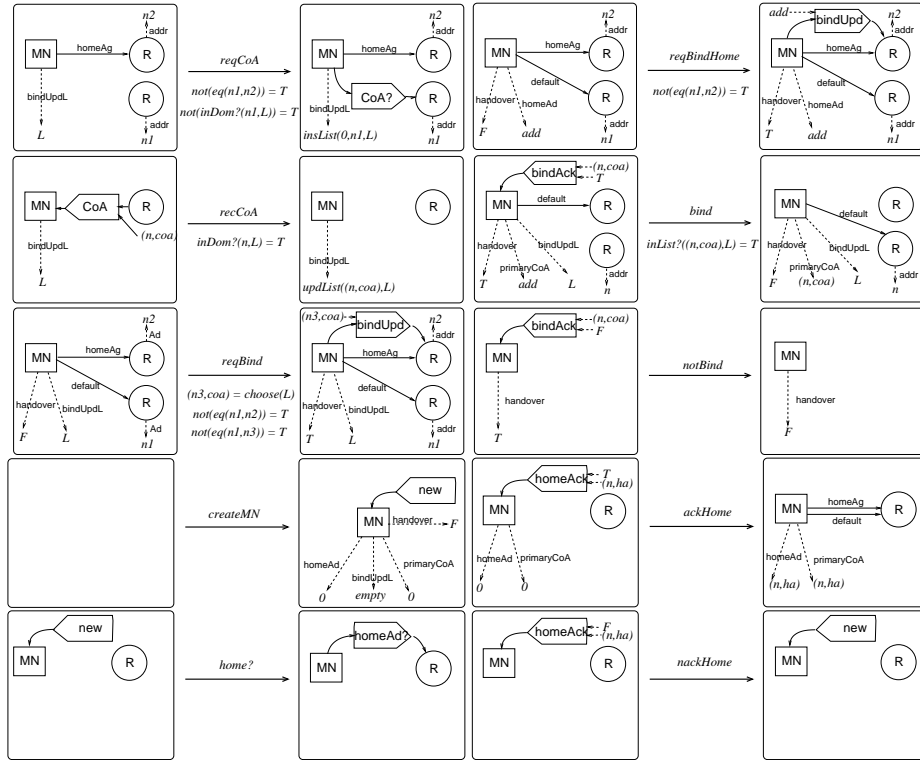 n2
addr
MN homeAg R
bindUpdL
R
addr
L n1
reqCoA
not(eq(n1,n2)) = T
not(inDom?(n1,L)) = T
n2
addr
MN homeAg R
CoA?
bindUpdL R
addr
insList(0,n1,L) n1
n2
addr
MN homeAg R
default
handover homeAd R
addr
F add n1
reqBindHome
not(eq(n1,n2)) = T
add n2
bindUpd addr
MN homeAg R
default
handover homeAd R
addr
T add n1
MN CoA R
(n,coa)
bindUpdL
L
recCoA
inDom?(n,L) = T
MN R
bindUpdL
updList((n,coa),L)
bindAck (n,coa)
T
MN default R
handover bindUpdL R
primaryCoA addr
T add L n
bind
inList?((n,coa),L) = T
MN R
default
handover bindUpdL R
primaryCoA addr
F (n,coa) L n
n2
Ad
MN homeAg R
default
handover bindUpdL R
Ad
F L n1
reqBind
(n3,coa) = choose(L)
not(eq(n1,n2)) = T
not(eq(n1,n3)) = T
(n3,coa) n2
bindUpd addr
MN homeAg R
default
handover bindUpdL R
addr
T L n1
bindAck (n,coa)
F
MN
handover
T
notBind
MN
handover
F
createMN
new
MN handover F
homeAd primaryCoA
bindUpdL
0 empty 0
homeAck T
(n,ha)
MN R
homeAd primaryCoA
0 0
ackHome
MN homeAg R
default
homeAd primaryCoA
(n,ha) (n,ha)
new
MN R
home?
homeAd?
MN R
homeAck F
(n,ha)
MN R
nackHome
new
MN R